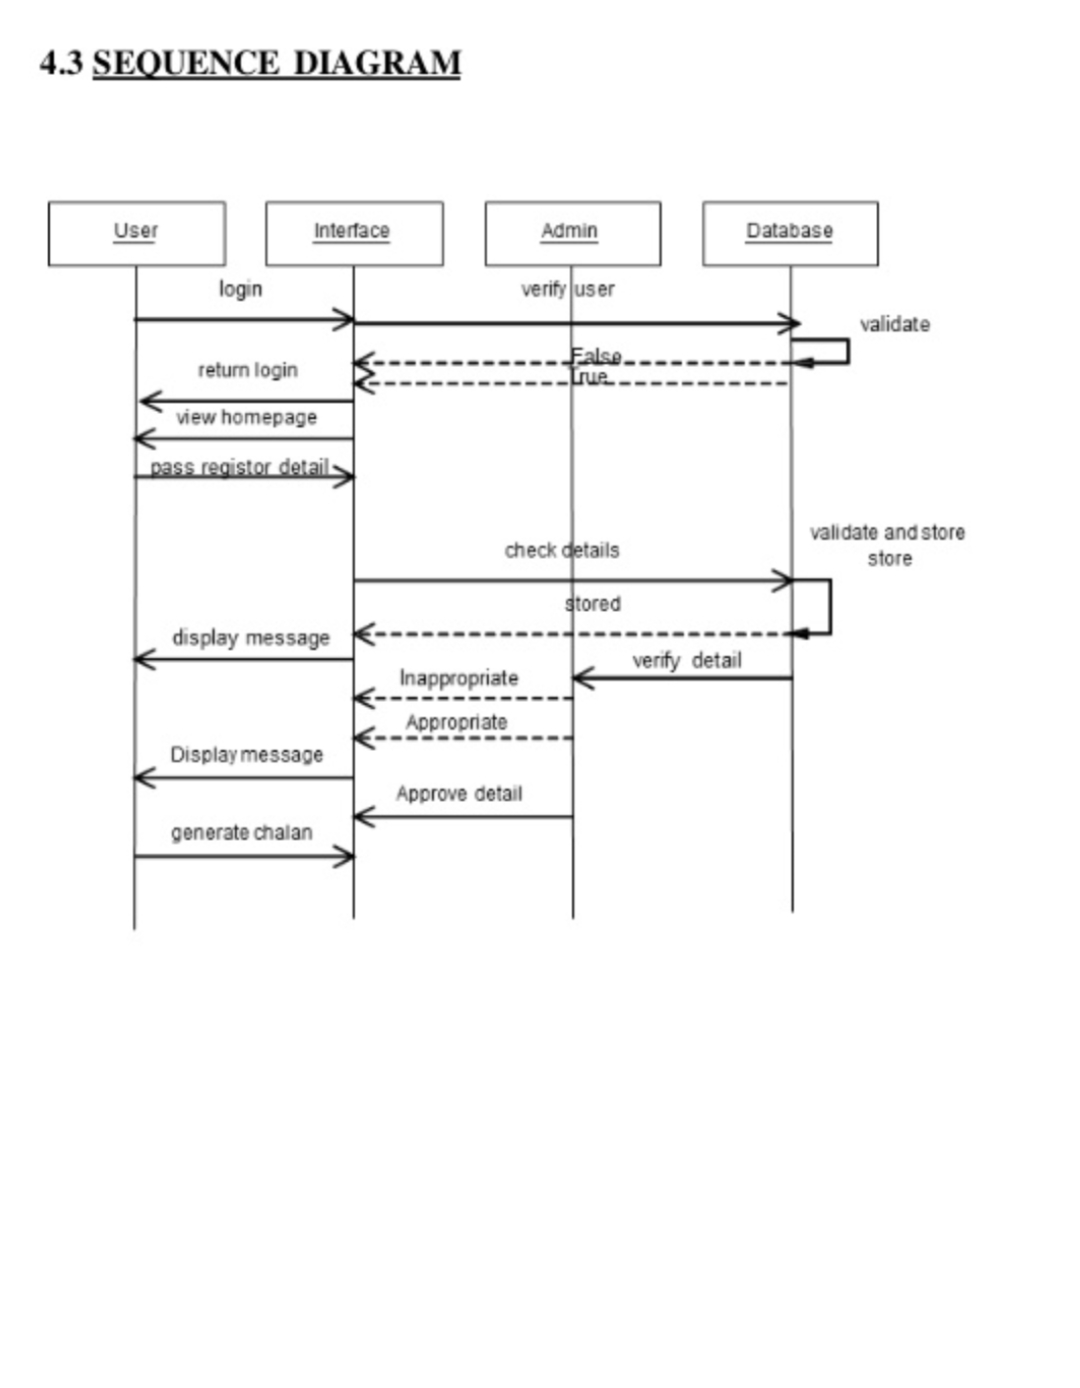 4.3 SEQUENCE DIAGRAM
User
Interface
Admin
Database
login
verify user
validate
False
True
return login
view homepage
pass registor detail
validate and store
store
check details
stored
display message
verify detail
Inappropriate
Appropriate
Display message
Approve detail
generate chalan